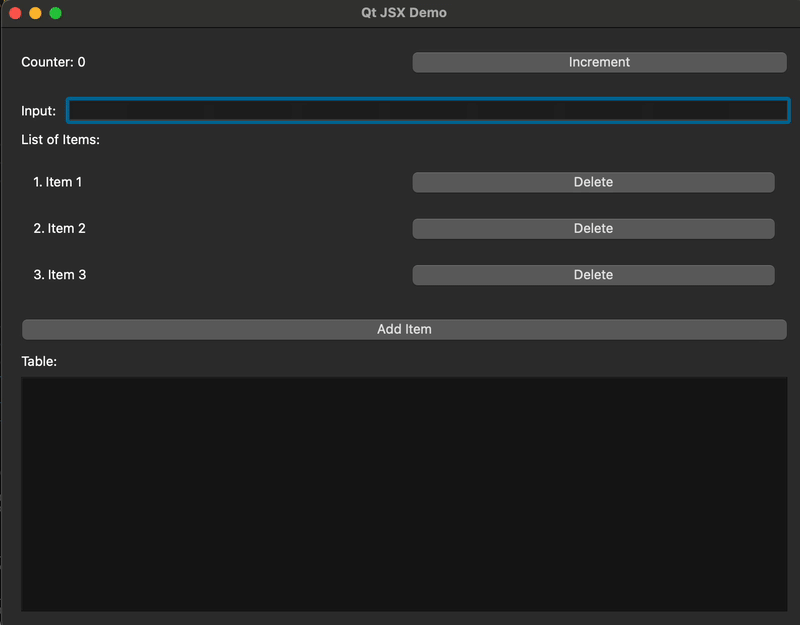 Qt JSX Demo
Counter: 0 Increment
Input:
List of Items:
1. Item 1 Delete
2. Item 2 Delete
3. Item 3 Delete
Add Item
Table: